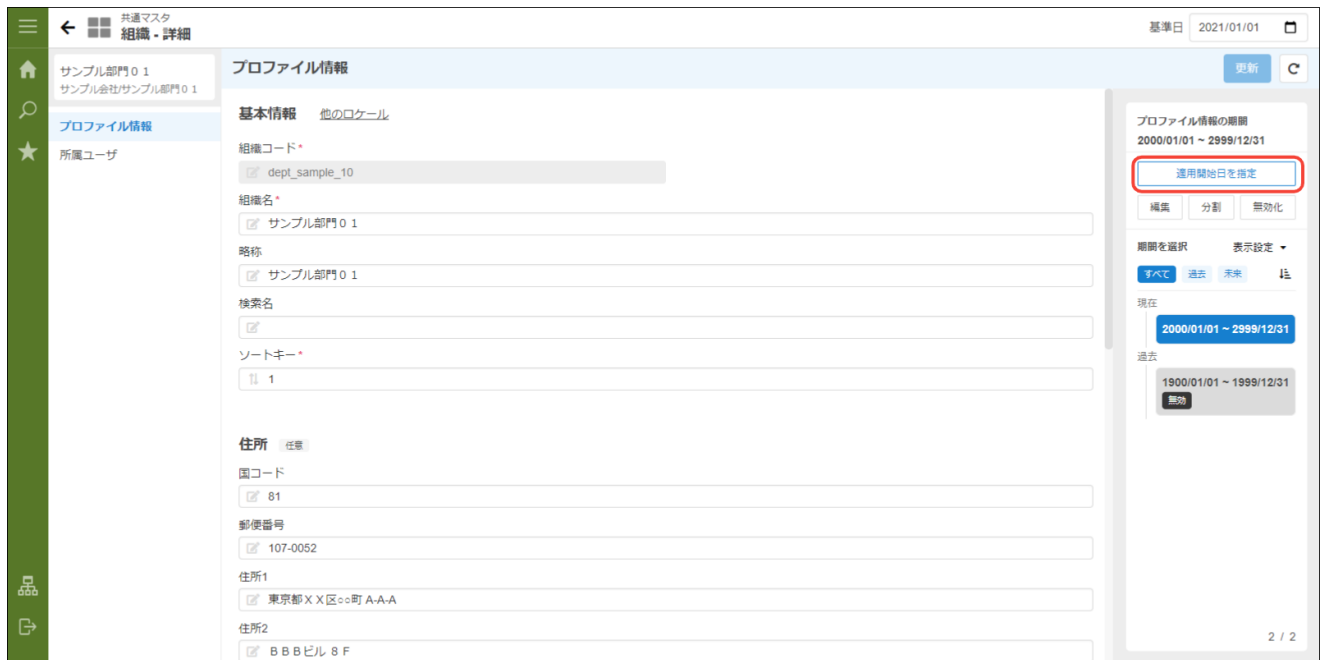 共通マスタ
組織 - 詳細
基準日 2021/01/01
サンプル部門０１
サンプル会社/サンプル部門０１
プロファイル情報
所属ユーザ
プロファイル情報
更新
基本情報 他のロケール
組織コード*
dept_sample_10
組織名*
サンプル部門０１
略称
サンプル部門０１
検索名
ソートキー*
1
住所 任意
国コード
81
郵便番号
107-0052
住所1
東京都ＸＸ区○○町 A-A-A
住所2
ＢＢＢビル ８Ｆ
プロファイル情報の期間
2000/01/01 ~ 2999/12/31
適用開始日を指定
編集 分割 無効化
期間を選択 表示設定
すべて 過去 未来
現在
2000/01/01 ~ 2999/12/31
過去
1900/01/01 ~ 1999/12/31
無効
2 / 2